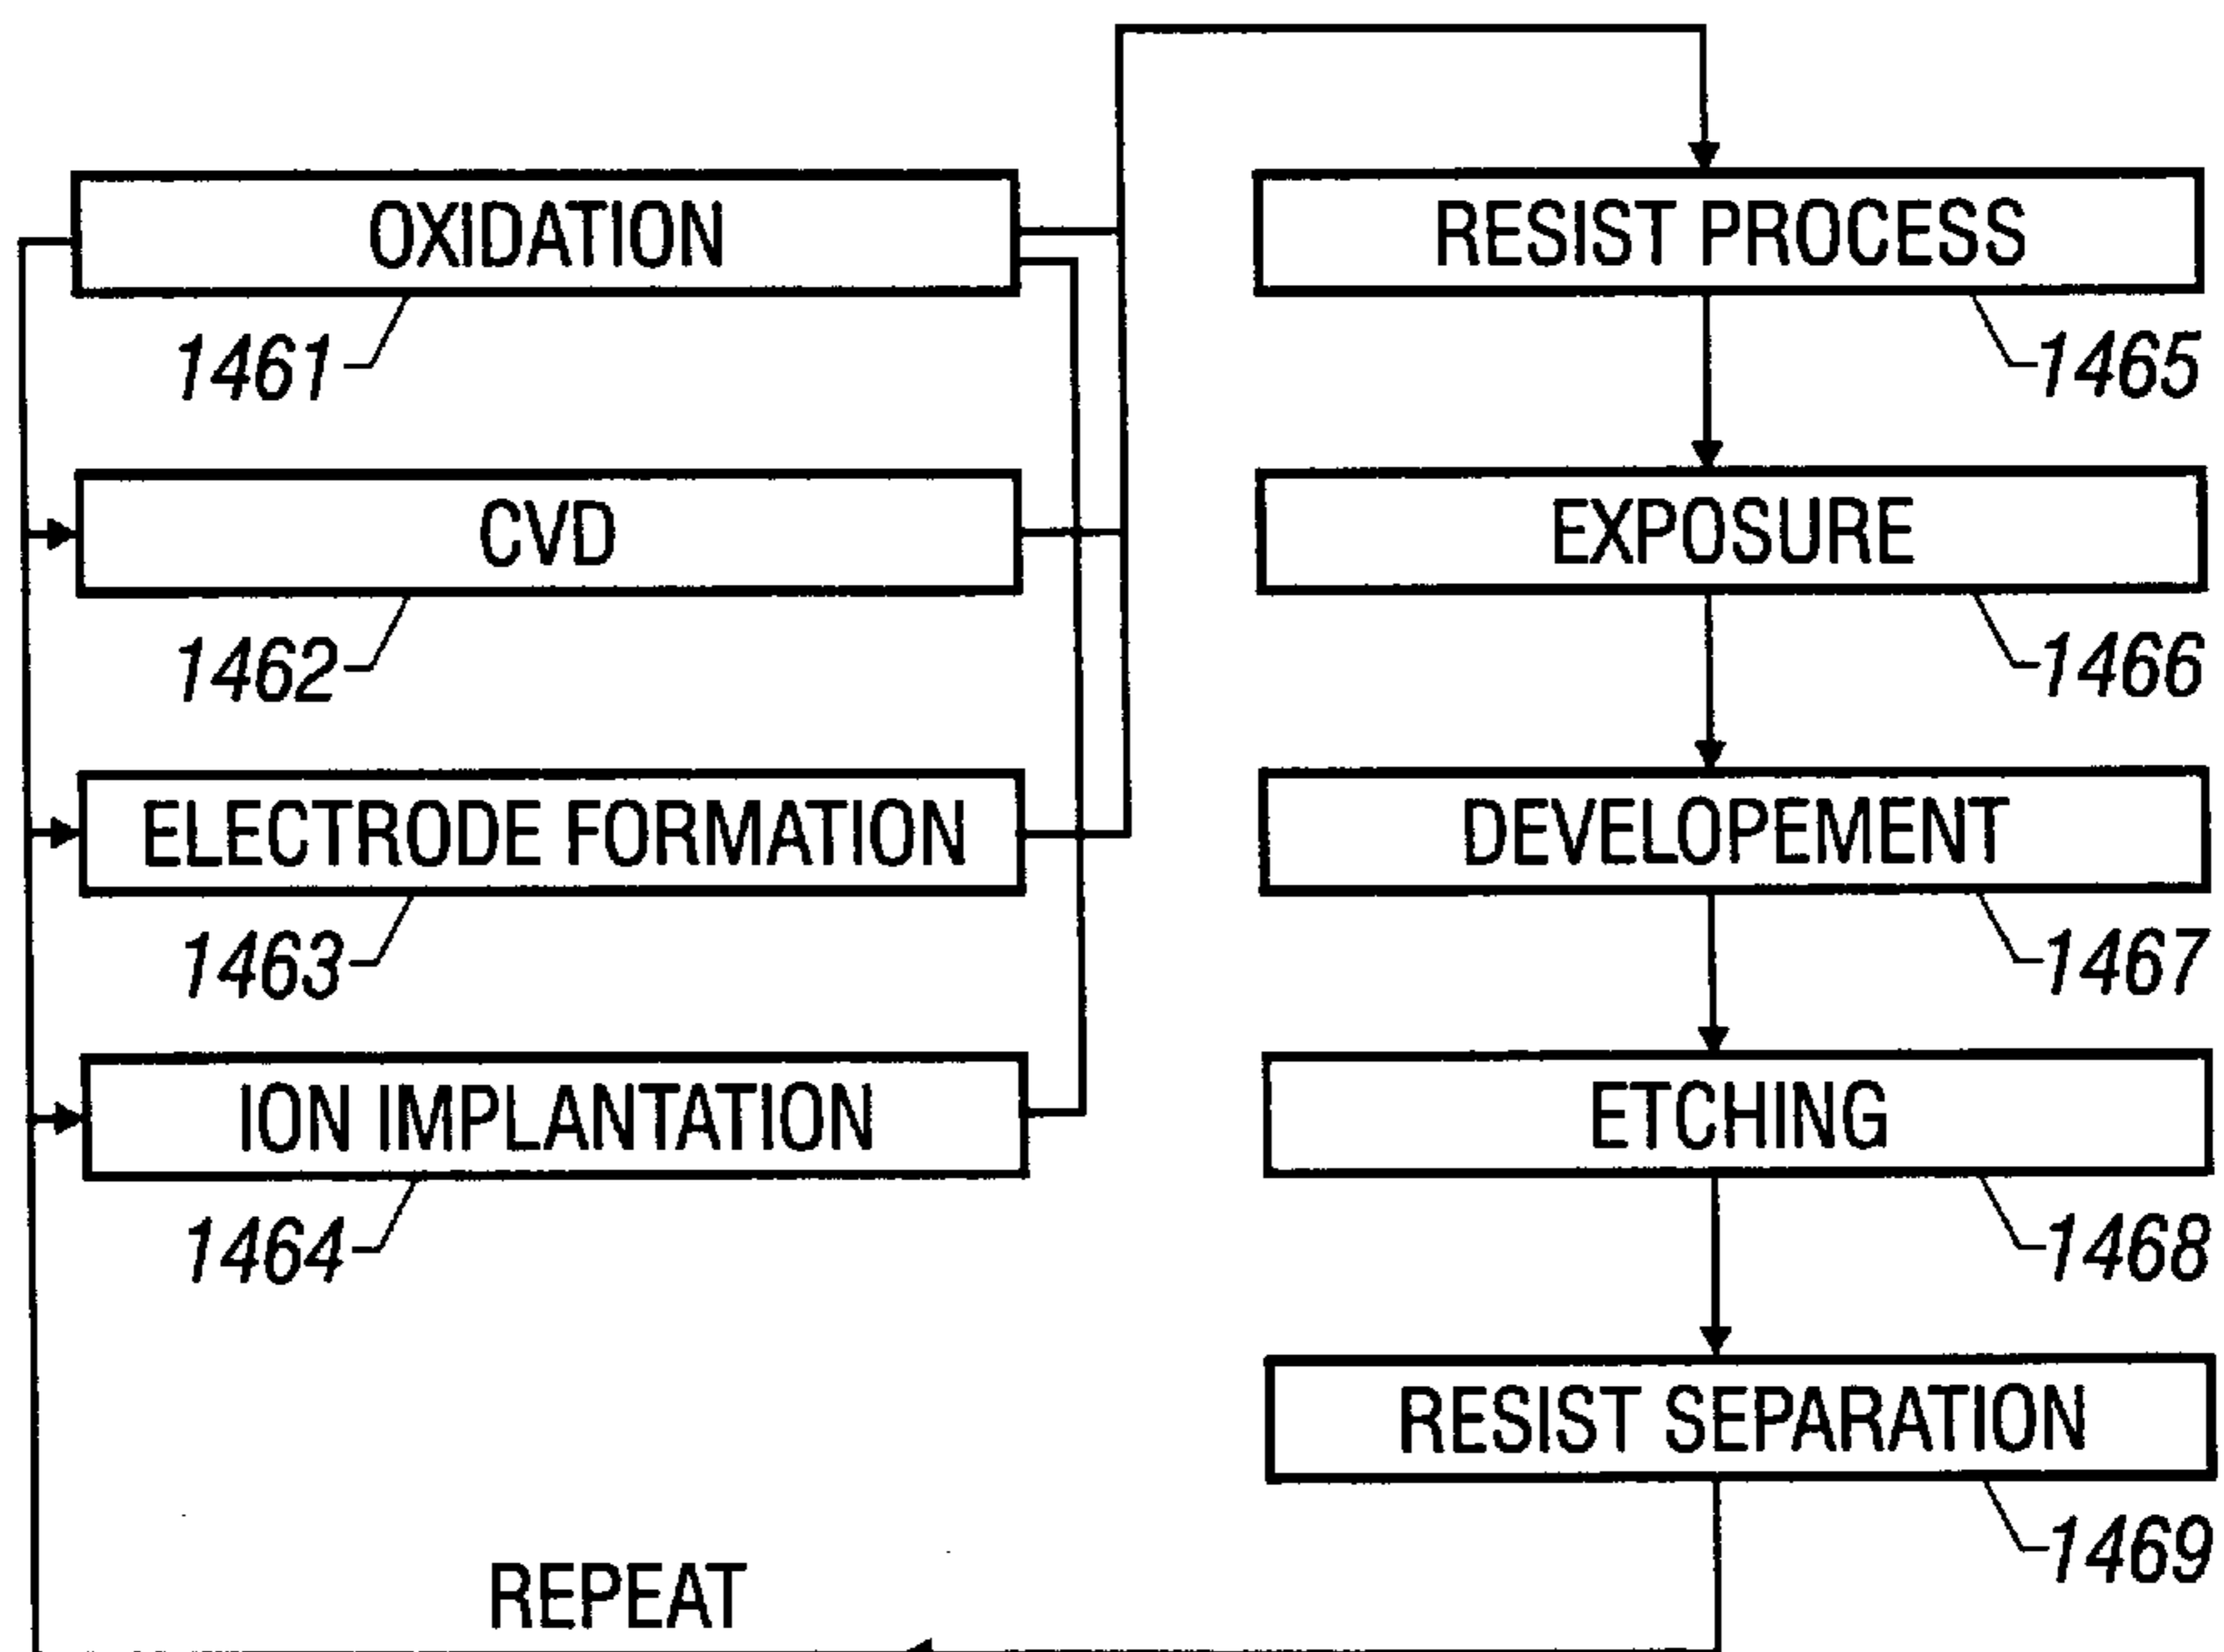 OXIDATION
1461
CVD
1462
ELECTRODE FORMATION
1463
ION IMPLANTATION
1464
RESIST PROCESS
1465
EXPOSURE
1466
DEVELOPEMENT
1467
ETCHING
1468
RESIST SEPARATION
1469
REPEAT